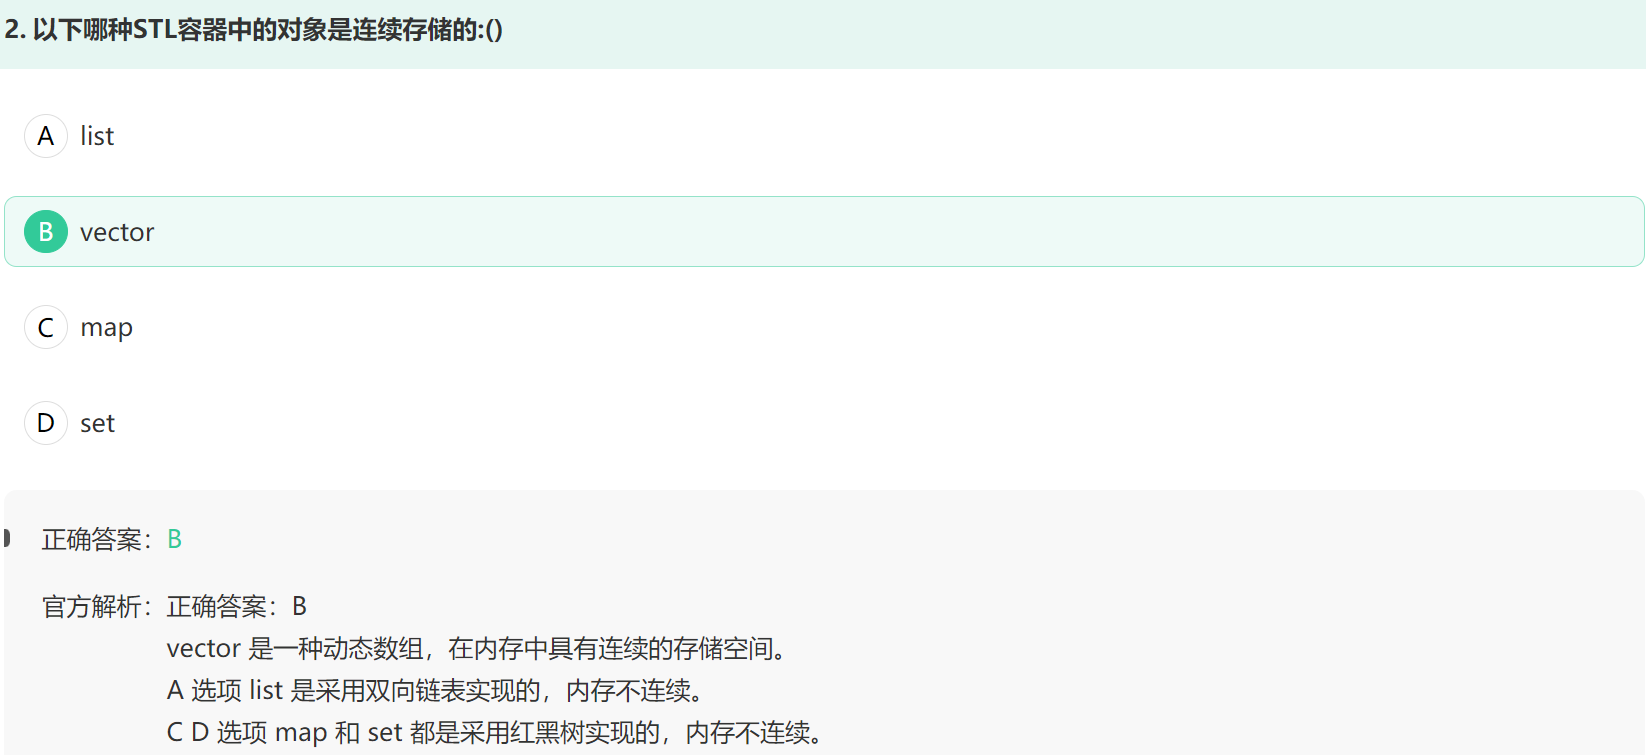 2. 以下哪种STL容器中的对象是连续存储的:()
A list
B vector
C map
D set
正确答案：B
官方解析：正确答案：B
vector 是一种动态数组，在内存中具有连续的存储空间。
A 选项 list 是采用双向链表实现的，内存不连续。
C D 选项 map 和 set 都是采用红黑树实现的，内存不连续。